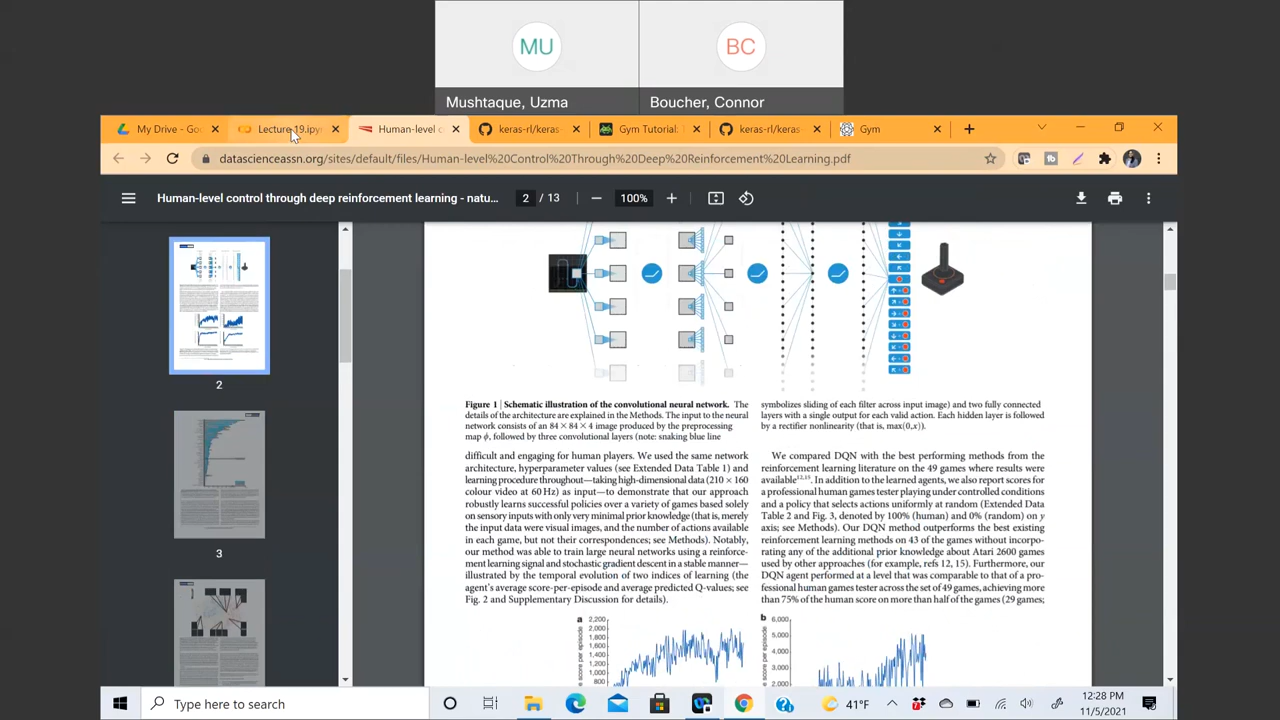 MU
BC
Mushtaque, Uzma
Boucher, Connor
My Drive - Go
Lecture 19.ipy
Human-level c
keras-rl/keras
Gym Tutorial:
keras-rl/keras
Gym
datascienceassn.org/sites/default/files/Human-level%20Control%20Through%20Deep%20Reinforcement%20Learning.pdf
Human-level control through deep reinforcement learning - natu...
2 / 13
100%
2
3
Figure 1 | Schematic illustration of the convolutional neural network. The
details of the architecture are explained in the Methods. The input to the neural
network consists of an 84 × 84 × 4 image produced by the preprocessing
map ϕ, followed by three convolutional layers (note: snaking blue line
symbolizes sliding of each filter across input image) and two fully connected
layers with a single output for each valid action. Each hidden layer is followed
by a rectifier nonlinearity (that is, max(0,x)).
difficult and engaging for human players. We used the same network
architecture, hyperparameter values (see Extended Data Table 1) and
learning procedure throughout—taking high-dimensional data (210 × 160
colour video at 60 Hz) as input—to demonstrate that our approach
robustly learns successful policies over a variety of games based solely
on sensory inputs with only very minimal prior knowledge (that is, merely
the input data were visual images, and the number of actions available
in each game, but not their correspondences; see Methods). Notably,
our method was able to train large neural networks using a reinforce-
ment learning signal and stochastic gradient descent in a stable manner—
illustrated by the temporal evolution of two indices of learning (the
agent's average score-per-episode and average predicted Q-values; see
Fig. 2 and Supplementary Discussion for details).
We compared DQN with the best performing methods from the
reinforcement learning literature on the 49 games where results were
available12,15. In addition to the learned agents, we also report scores for
a professional human games tester playing under controlled conditions
and a policy that selects actions uniformly at random (Extended Data
Table 2 and Fig. 3, denoted by 100% (human) and 0% (random) on y
axis; see Methods). Our DQN method outperforms the best existing
reinforcement learning methods on 43 of the games without incorpo-
rating any of the additional prior knowledge about Atari 2600 games
used by other approaches (for example, refs 12, 15). Furthermore, our
DQN agent performed at a level that was comparable to that of a pro-
fessional human games tester across the set of 49 games, achieving more
than 75% of the human score on more than half of the games (29 games;
a
2,200
2,000
1,800
1,600
1,400
1,200
1,000
800
score per episode
b
6,000
5,000
4,000
3,000
2,000
score per episode
Type here to search
41°F
12:28 PM
11/5/2021